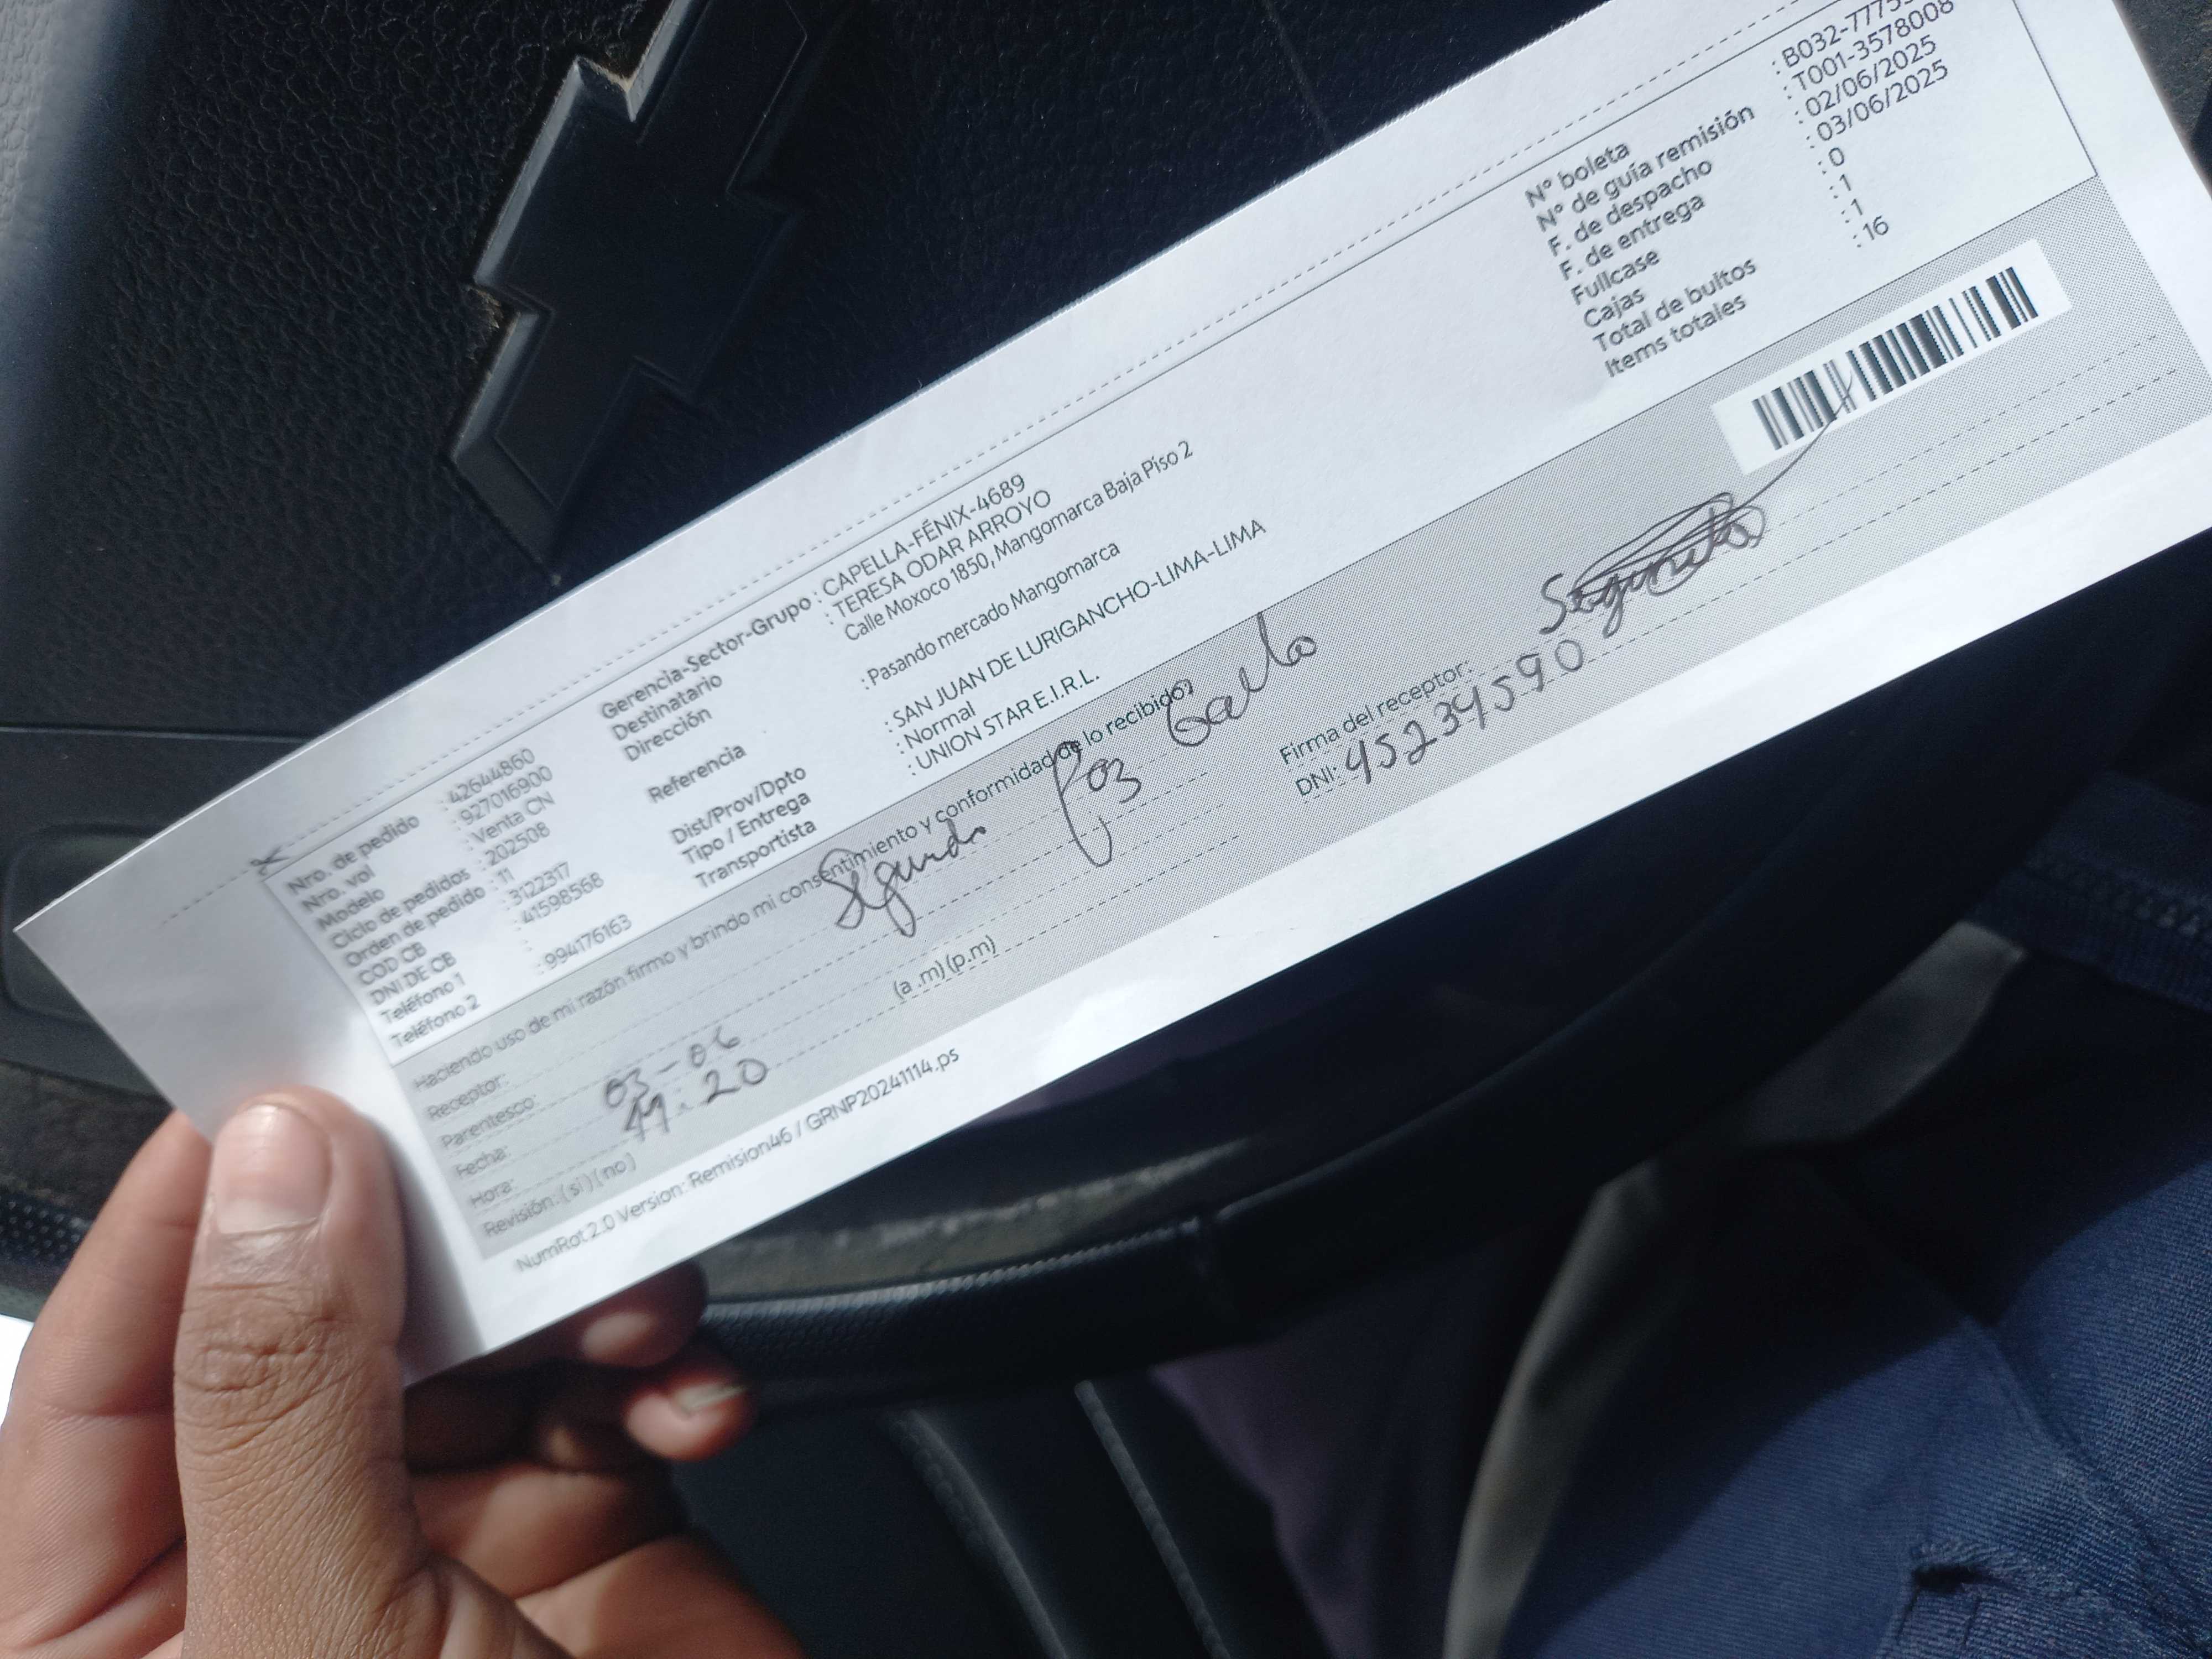 Nro. de pedido : 42644860
Nro. vol : 927016900
Modelo : Venta CN
Ciclo de pedidos : 202508
Orden de pedido : 11
COD CB : 3122317
DNI DE CB : 41598568
Teléfono 1 :
Teléfono 2 : 994176163
Gerencia-Sector-Grupo : CAPELLA-FÉNIX-4689
Destinatario : TERESA ODAR ARROYO
Dirección Calle Moxoco 1850, Mangomarca Baja Piso 2
Referencia : Pasando mercado Mangomarca
Dist/Prov/Dpto : SAN JUAN DE LURIGANCHO-LIMA-LIMA
Tipo / Entrega : Normal
Transportista : UNION STAR E.I.R.L.
N° boleta : B032-7775
N° de guía remisión : T001-3578008
F. de despacho : 02/06/2025
F. de entrega : 03/06/2025
Fullcase : 0
Cajas : 1
Total de bultos : 1
Items totales : 16
Haciendo uso de mi razón firmo y brindo mi consentimiento y conformidad de lo recibido:
Receptor: Segundo
Parentesco:
Fecha: 03-06
Hora: 11:20 (a .m) (p.m)
Revisión: (si) (no)
Firma del receptor:
DNI: 45234590
NumRot 2.0 Version: Remision46 / GRNP20241114.ps